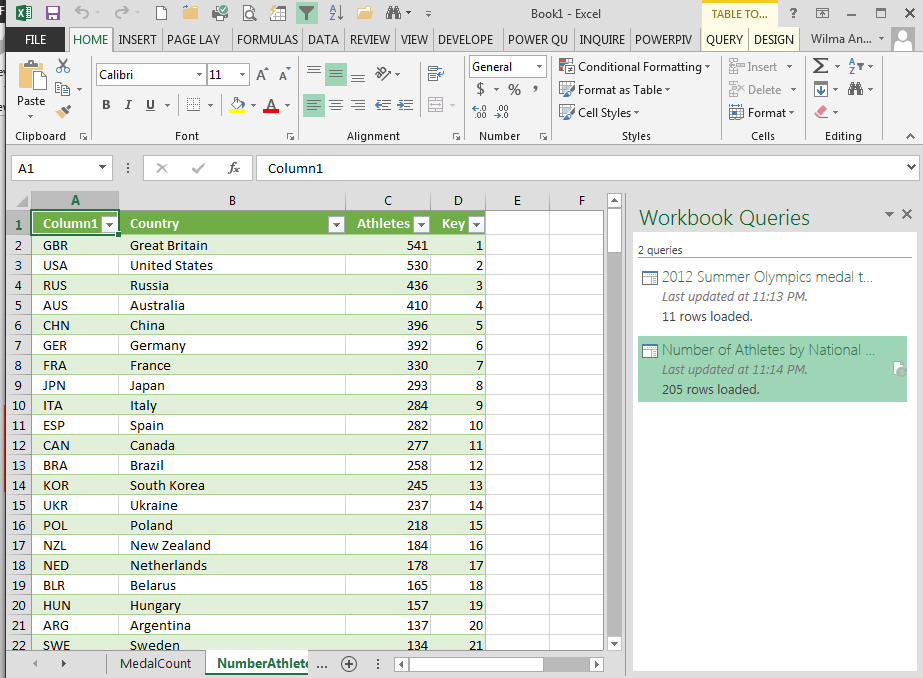 Book1 - Excel
TABLE TO...
?
FILE HOME INSERT PAGE LAY FORMULAS DATA REVIEW VIEW DEVELOPE POWER QU INQUIRE POWERPIV QUERY DESIGN Wilma An...
Paste
Calibri 11
B I U
General
$ % ,
Conditional Formatting
Format as Table
Cell Styles
Insert
Delete
Format
Clipboard Font Alignment Number Styles Cells Editing
A1 fx Column1
A B C D E F
1 Column1 Country Athletes Key
2 GBR Great Britain 541 1
3 USA United States 530 2
4 RUS Russia 436 3
5 AUS Australia 410 4
6 CHN China 396 5
7 GER Germany 392 6
8 FRA France 330 7
9 JPN Japan 293 8
10 ITA Italy 284 9
11 ESP Spain 282 10
12 CAN Canada 277 11
13 BRA Brazil 258 12
14 KOR South Korea 245 13
15 UKR Ukraine 237 14
16 POL Poland 218 15
17 NZL New Zealand 184 16
18 NED Netherlands 178 17
19 BLR Belarus 165 18
20 HUN Hungary 157 19
21 ARG Argentina 137 20
22 SWE Sweden 134 21
MedalCount NumberAthlete ...
Workbook Queries
2 queries
2012 Summer Olympics medal t...
Last updated at 11:13 PM.
11 rows loaded.
Number of Athletes by National ...
Last updated at 11:14 PM.
205 rows loaded.